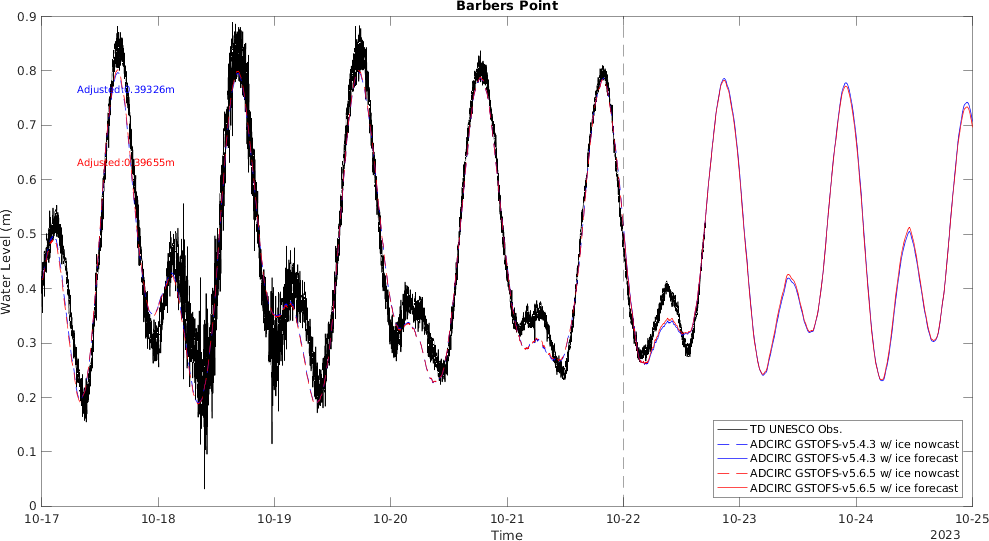 Barbers Point
0.9
0.8
0.7
0.6
0.5
0.4
0.3
0.2
0.1
0
Water Level (m)
Adjusted:0.39326m
Adjusted:0.39655m
TD UNESCO Obs.
ADCIRC GSTOFS-v5.4.3 w/ ice nowcast
ADCIRC GSTOFS-v5.4.3 w/ ice forecast
ADCIRC GSTOFS-v5.6.5 w/ ice nowcast
ADCIRC GSTOFS-v5.6.5 w/ ice forecast
10-17 10-18 10-19 10-20 10-21 10-22 10-23 10-24 10-25
Time
2023